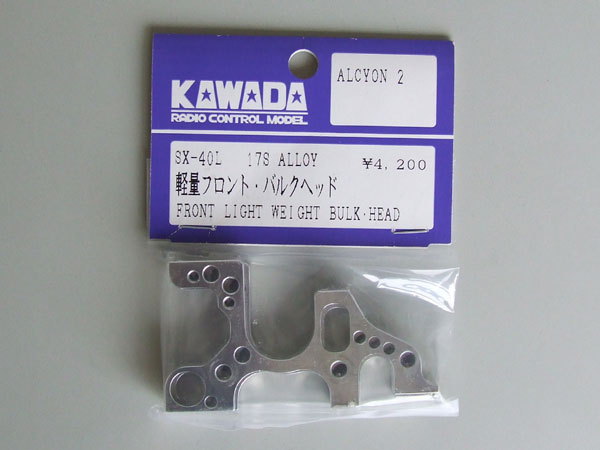 KAWADA
RADIO CONTROL MODEL
ALCYON 2
SX-40L 17S ALLOY ¥4,200
軽量フロント・バルクヘッド
FRONT LIGHT WEIGHT BULK·HEAD